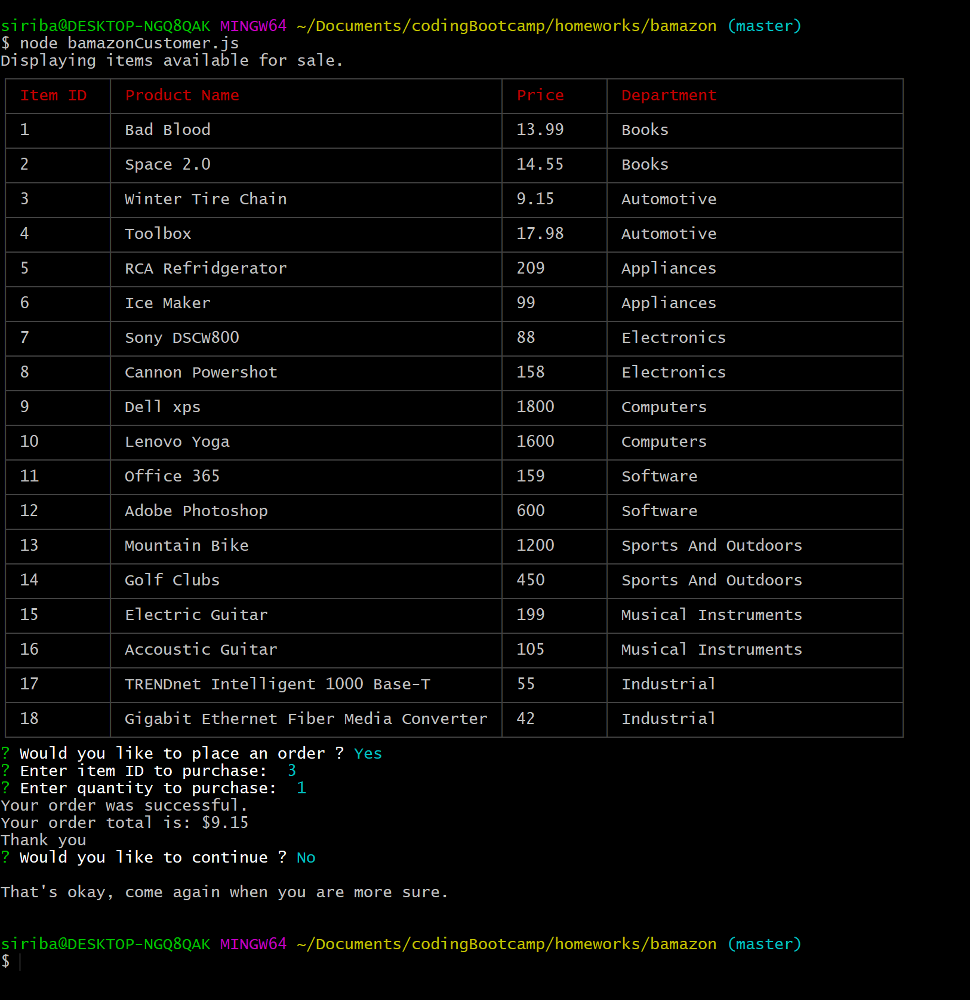 siriba@DESKTOP-NGQ8QAK MINGW64 ~/Documents/codingBootcamp/homeworks/bamazon (master)
$ node bamazonCustomer.js
Displaying items available for sale.
Item ID Product Name Price Department
1 Bad Blood 13.99 Books
2 Space 2.0 14.55 Books
3 Winter Tire Chain 9.15 Automotive
4 Toolbox 17.98 Automotive
5 RCA Refridgerator 209 Appliances
6 Ice Maker 99 Appliances
7 Sony DSCW800 88 Electronics
8 Cannon Powershot 158 Electronics
9 Dell xps 1800 Computers
10 Lenovo Yoga 1600 Computers
11 Office 365 159 Software
12 Adobe Photoshop 600 Software
13 Mountain Bike 1200 Sports And Outdoors
14 Golf Clubs 450 Sports And Outdoors
15 Electric Guitar 199 Musical Instruments
16 Accoustic Guitar 105 Musical Instruments
17 TRENDnet Intelligent 1000 Base-T 55 Industrial
18 Gigabit Ethernet Fiber Media Converter 42 Industrial
? Would you like to place an order ? Yes
? Enter item ID to purchase:  3
? Enter quantity to purchase:  1
Your order was successful.
Your order total is: $9.15
Thank you
? Would you like to continue ? No
That's okay, come again when you are more sure.
siriba@DESKTOP-NGQ8QAK MINGW64 ~/Documents/codingBootcamp/homeworks/bamazon (master)
$